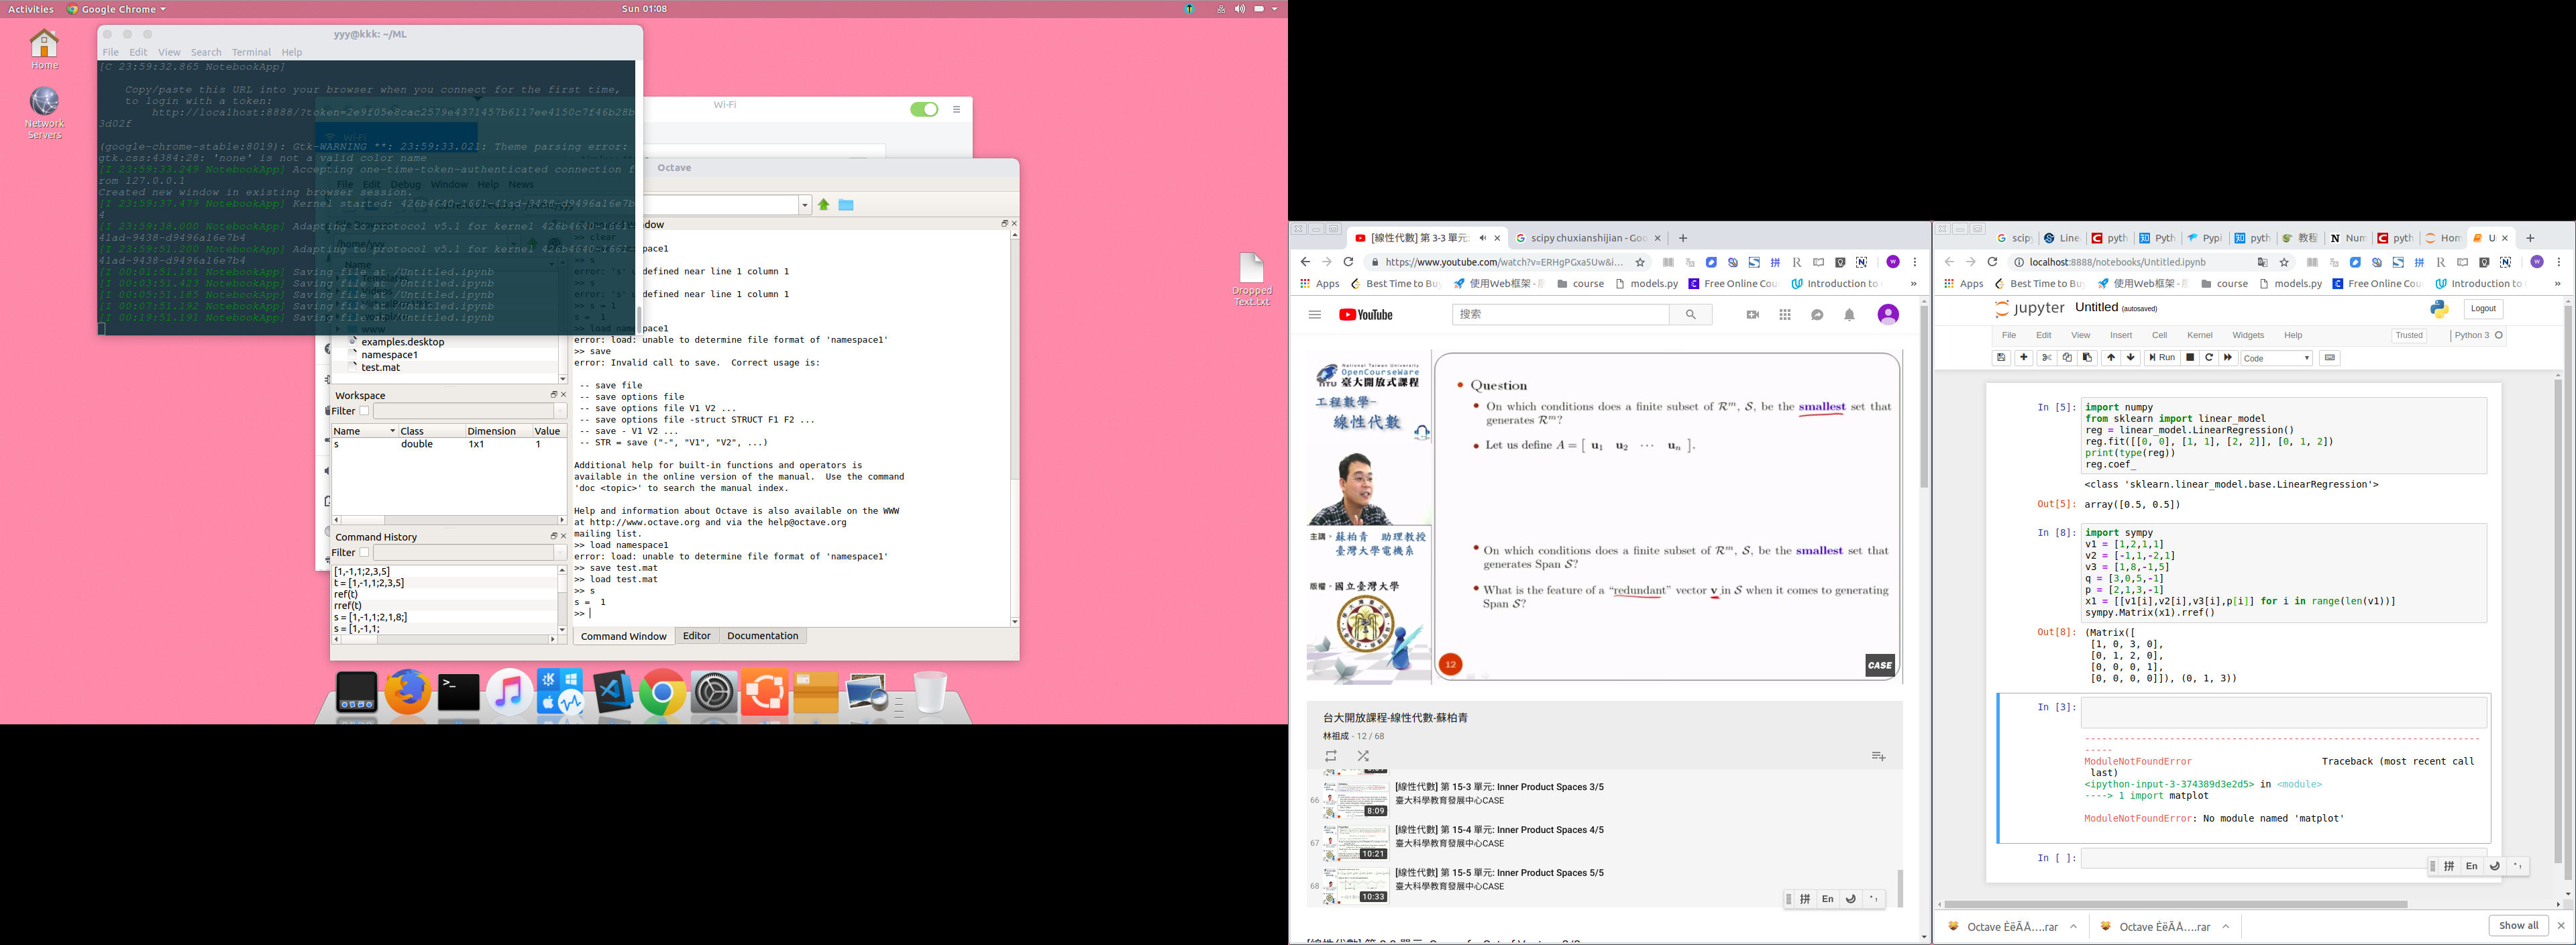 Activities
Google Chrome
Sun 01:08
Home
Network
Servers
Dropped
Text.txt
yyy@kkk: ~/ML
File Edit View Search Terminal Help
[C 23:59:32.865 NotebookApp]
Copy/paste this URL into your browser when you connect for the first time,
to login with a token:
3d02f
(google-chrome-stable:8019): Gtk-WARNING **: 23:59:33.021: Theme parsing error:
gtk.css:4384:28: 'none' is not a valid color name
[I 23:59:33.249 NotebookApp] Accepting one-time-token-authenticated connection f
rom 127.0.0.1
Created new window in existing browser session.
[I 23:59:37.479 NotebookApp] Kernel started: 426b4640-1661-41ad-9438-d9496a16e7b
4
[I 23:59:38.000 NotebookApp] Adapting to protocol v5.1 for kernel 426b4640-1661-
41ad-9438-d9496a16e7b4
[I 23:59:51.200 NotebookApp] Adapting to protocol v5.1 for kernel 426b4640-1661-
41ad-9438-d9496a16e7b4
[I 00:01:51.181 NotebookApp] Saving file at /Untitled.ipynb
[I 00:03:51.423 NotebookApp] Saving file at /Untitled.ipynb
[I 00:05:51.185 NotebookApp] Saving file at /Untitled.ipynb
[I 00:07:51.192 NotebookApp] Saving file at /Untitled.ipynb
[I 00:19:51.191 NotebookApp] Saving file at /Untitled.ipynb
Wi-Fi
Octave
File Edit Debug Window Help News
www
examples.desktop
namespace1
test.mat
Workspace
Filter
Name Class Dimension Value
s double 1x1 1
Command History
Filter
[1,-1,1;2,3,5]
t = [1,-1,1;2,3,5]
ref(t)
rref(t)
s = [1,-1,1;2,1,8;]
s = [1,-1,1;
ndow
>> clear
pace1
>> s
error: 's' undefined near line 1 column 1
>> s
error: 's' undefined near line 1 column 1
>> s = 1
s = 1
>> load namespace1
error: load: unable to determine file format of 'namespace1'
>> save
error: Invalid call to save.  Correct usage is:
-- save file
-- save options file
-- save options file V1 V2 ...
-- save options file -struct STRUCT F1 F2 ...
-- save - V1 V2 ...
-- STR = save ("-", "V1", "V2", ...)
Additional help for built-in functions and operators is
available in the online version of the manual.  Use the command
'doc <topic>' to search the manual index.
Help and information about Octave is also available on the WWW
at http://www.octave.org and via the help@octave.org
mailing list.
>> load namespace1
error: load: unable to determine file format of 'namespace1'
>> save test.mat
>> load test.mat
>> s
s = 1
>>
Command Window Editor Documentation
[線性代數] 第 3-3 單元:
scipy chuxianshijian - Goo
https://www.youtube.com/watch?v=ERHgPGxa5Uw&i...
Apps Best Time to Bu 使用Web框架 - 廖 course models.py Free Online Cou Introduction to
YouTube
搜索
National Taiwan University
OpenCourseWare
NTU 臺大開放式課程
工程數學-
線性代數
主講 - 蘇柏青 助理教授
臺灣大學電機系
版權 - 國立臺灣大學
Question
On which conditions does a finite subset of R^m, S, be the smallest set that
generates R^m?
Let us define A = [ u1 u2 ⋯ un ].
On which conditions does a finite subset of R^m, S, be the smallest set that
generates Span S?
What is the feature of a "redundant" vector v in S when it comes to generating
Span S?
12
CASE
台大開放課程-線性代數-蘇柏青
林祖成 - 12 / 68
66
8:09
[線性代數] 第 15-3 單元: Inner Product Spaces 3/5
臺大科學教育發展中心CASE
67
10:21
[線性代數] 第 15-4 單元: Inner Product Spaces 4/5
臺大科學教育發展中心CASE
68
10:33
[線性代數] 第 15-5 單元: Inner Product Spaces 5/5
臺大科學教育發展中心CASE
拼 En
scip Line pyth Pyth Pypi pyth 教程 Num pyth Hom U
localhost:8888/notebooks/Untitled.ipynb
Apps Best Time to Bu 使用Web框架 - 廖 course models.py Free Online Cou Introduction to
jupyter Untitled (autosaved)
Logout
File Edit View Insert Cell Kernel Widgets Help
Trusted
Python 3
Run
Code
In [5]:
import numpy
from sklearn import linear_model
reg = linear_model.LinearRegression()
reg.fit([[0, 0], [1, 1], [2, 2]], [0, 1, 2])
print(type(reg))
reg.coef_
<class 'sklearn.linear_model.base.LinearRegression'>
Out[5]: array([0.5, 0.5])
In [8]:
import sympy
v1 = [1,2,1,1]
v2 = [-1,1,-2,1]
v3 = [1,8,-1,5]
q = [3,0,5,-1]
p = [2,1,3,-1]
x1 = [[v1[i],v2[i],v3[i],p[i]] for i in range(len(v1))]
sympy.Matrix(x1).rref()
Out[8]: (Matrix([
[1, 0, 3, 0],
[0, 1, 2, 0],
[0, 0, 0, 1],
[0, 0, 0, 0]]), (0, 1, 3))
In [3]:
ModuleNotFoundError Traceback (most recent call
last)
<ipython-input-3-374389d3e2d5> in <module>
----> 1 import matplot
ModuleNotFoundError: No module named 'matplot'
In [ ]:
拼 En
Octave ÈëÃÅ....rar
Octave ÈëÃÅ....rar
Show all